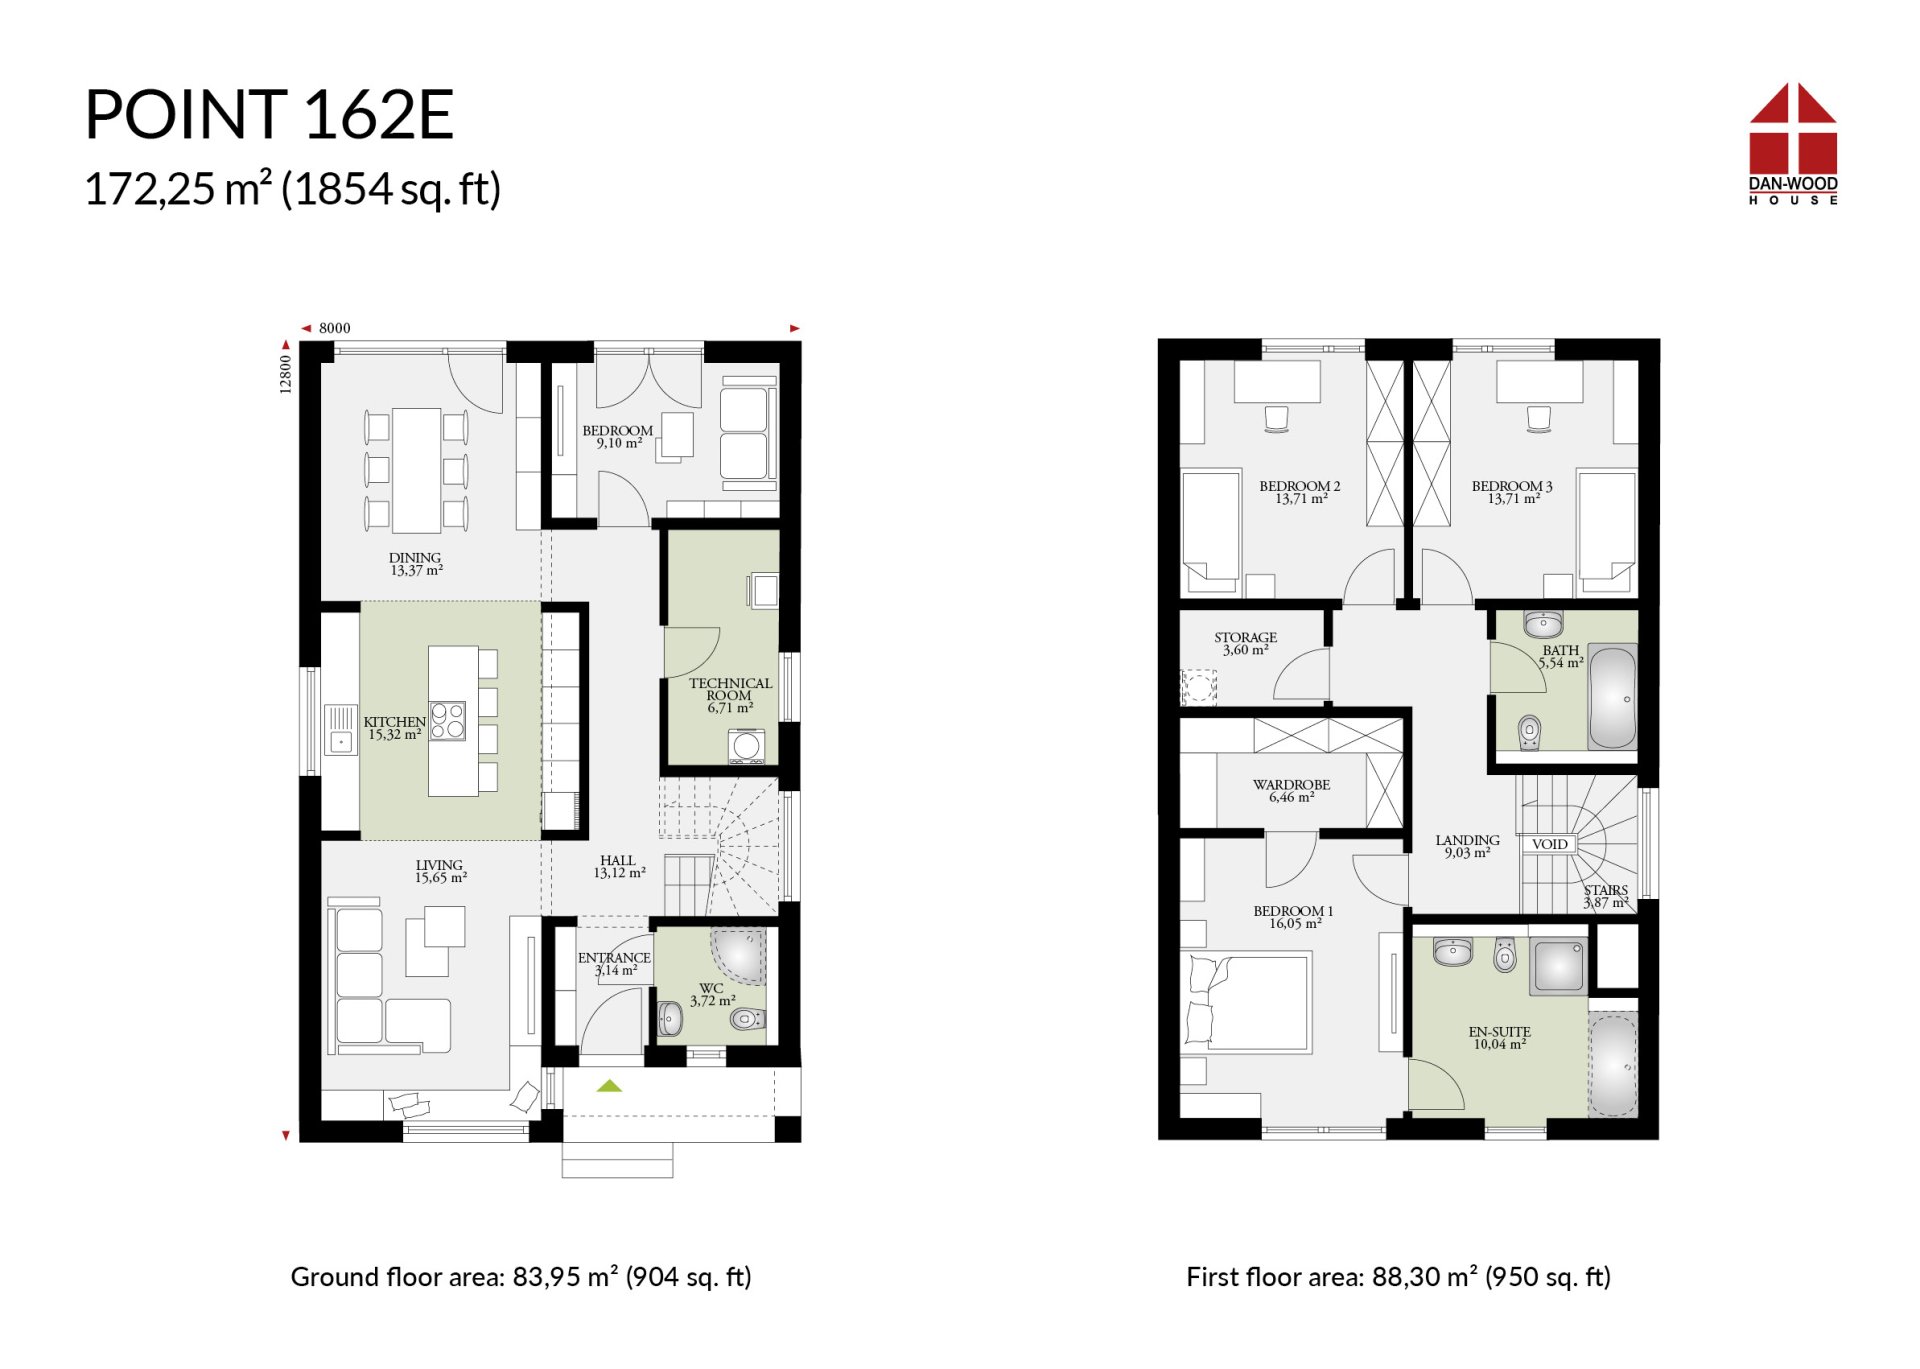 POINT 162E
172,25 m² (1854 sq. ft)
DAN-WOOD
HOUSE
8000
12800
BEDROOM
9,10 m²
DINING
13,37 m²
TECHNICAL
ROOM
6,71 m²
KITCHEN
15,32 m²
LIVING
15,65 m²
HALL
13,12 m²
ENTRANCE
3,14 m²
WC
3,72 m²
BEDROOM 2
13,71 m²
BEDROOM 3
13,71 m²
STORAGE
3,60 m²
BATH
5,54 m²
WARDROBE
6,46 m²
LANDING
9,03 m²
VOID
STAIRS
3,87 m²
BEDROOM 1
16,05 m²
EN-SUITE
10,04 m²
Ground floor area: 83,95 m² (904 sq. ft)
First floor area: 88,30 m² (950 sq. ft)